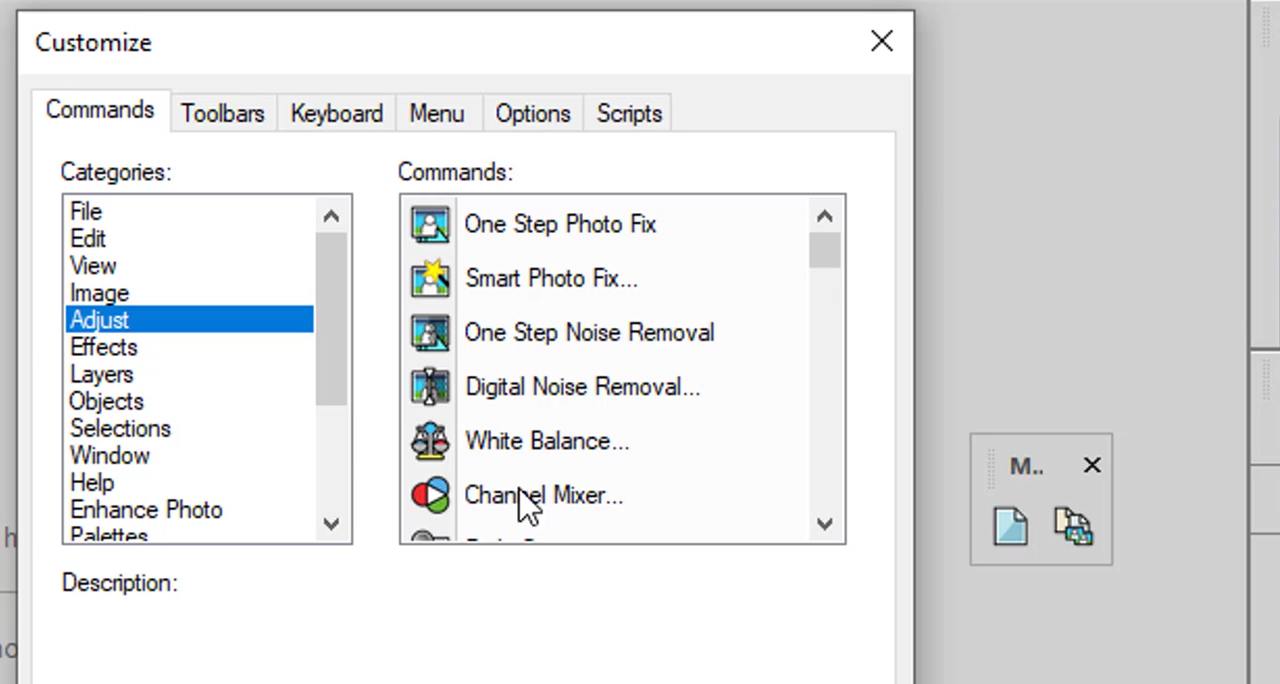 Customize
Commands
Toolbars
Keyboard
Menu
Options
Scripts
Categories:
Commands:
File
Edit
View
Image
Adjust
Effects
Layers
Objects
Selections
Window
Help
Enhance Photo
Palettes
One Step Photo Fix
Smart Photo Fix...
One Step Noise Removal
Digital Noise Removal...
White Balance...
Channel Mixer...
Description:
M..